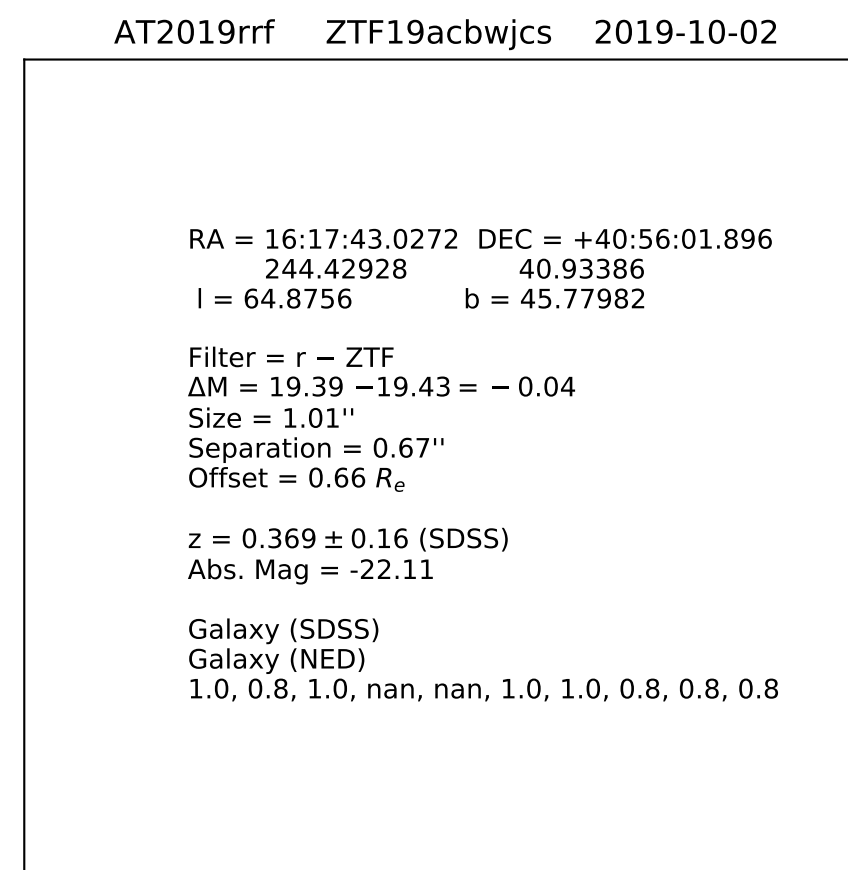 AT2019rrf ZTF19acbwjcs 2019-10-02
RA = 16:17:43.0272 DEC = +40:56:01.896
244.42928 40.93386
l = 64.8756 b = 45.77982
Filter = r − ZTF
ΔM = 19.39 −19.43 = − 0.04
Size = 1.01''
Separation = 0.67''
Offset = 0.66 Rₑ
z = 0.369 ± 0.16 (SDSS)
Abs. Mag = -22.11
Galaxy (SDSS)
Galaxy (NED)
1.0, 0.8, 1.0, nan, nan, 1.0, 1.0, 0.8, 0.8, 0.8